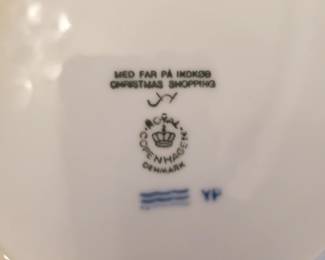 MED FAR PÅ INDKØB
CHRISTMAS SHOPPING
ROYAL
COPENHAGEN
DENMARK